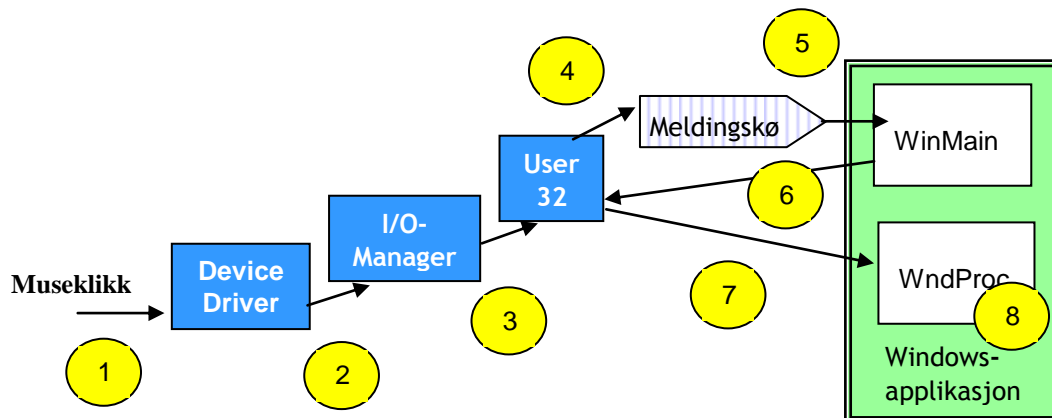 5
4
Meldingskø
WinMain
User
32
6
I/O-
Manager
Device
Driver
Museklikk
WndProc
7
8
3
1
2
Windows-
applikasjon